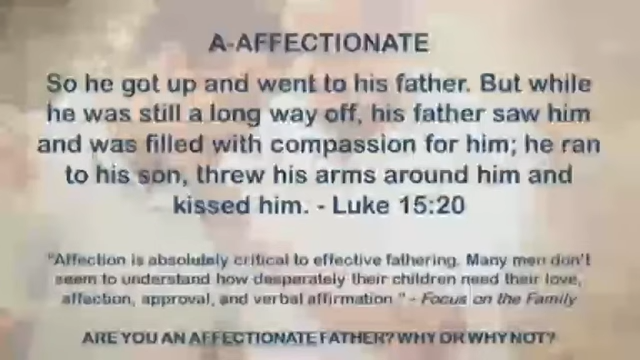 A-AFFECTIONATE
So he got up and went to his father. But while
he was still a long way off, his father saw him
and was filled with compassion for him; he ran
to his son, threw his arms around him and
kissed him. - Luke 15:20
"Affection is absolutely critical to effective fathering. Many men don't
seem to understand how desperately their children need their love,
affection, approval, and verbal affirmation " - Focus on the Family
ARE YOU AN AFFECTIONATE FATHER? WHY OR WHY NOT?